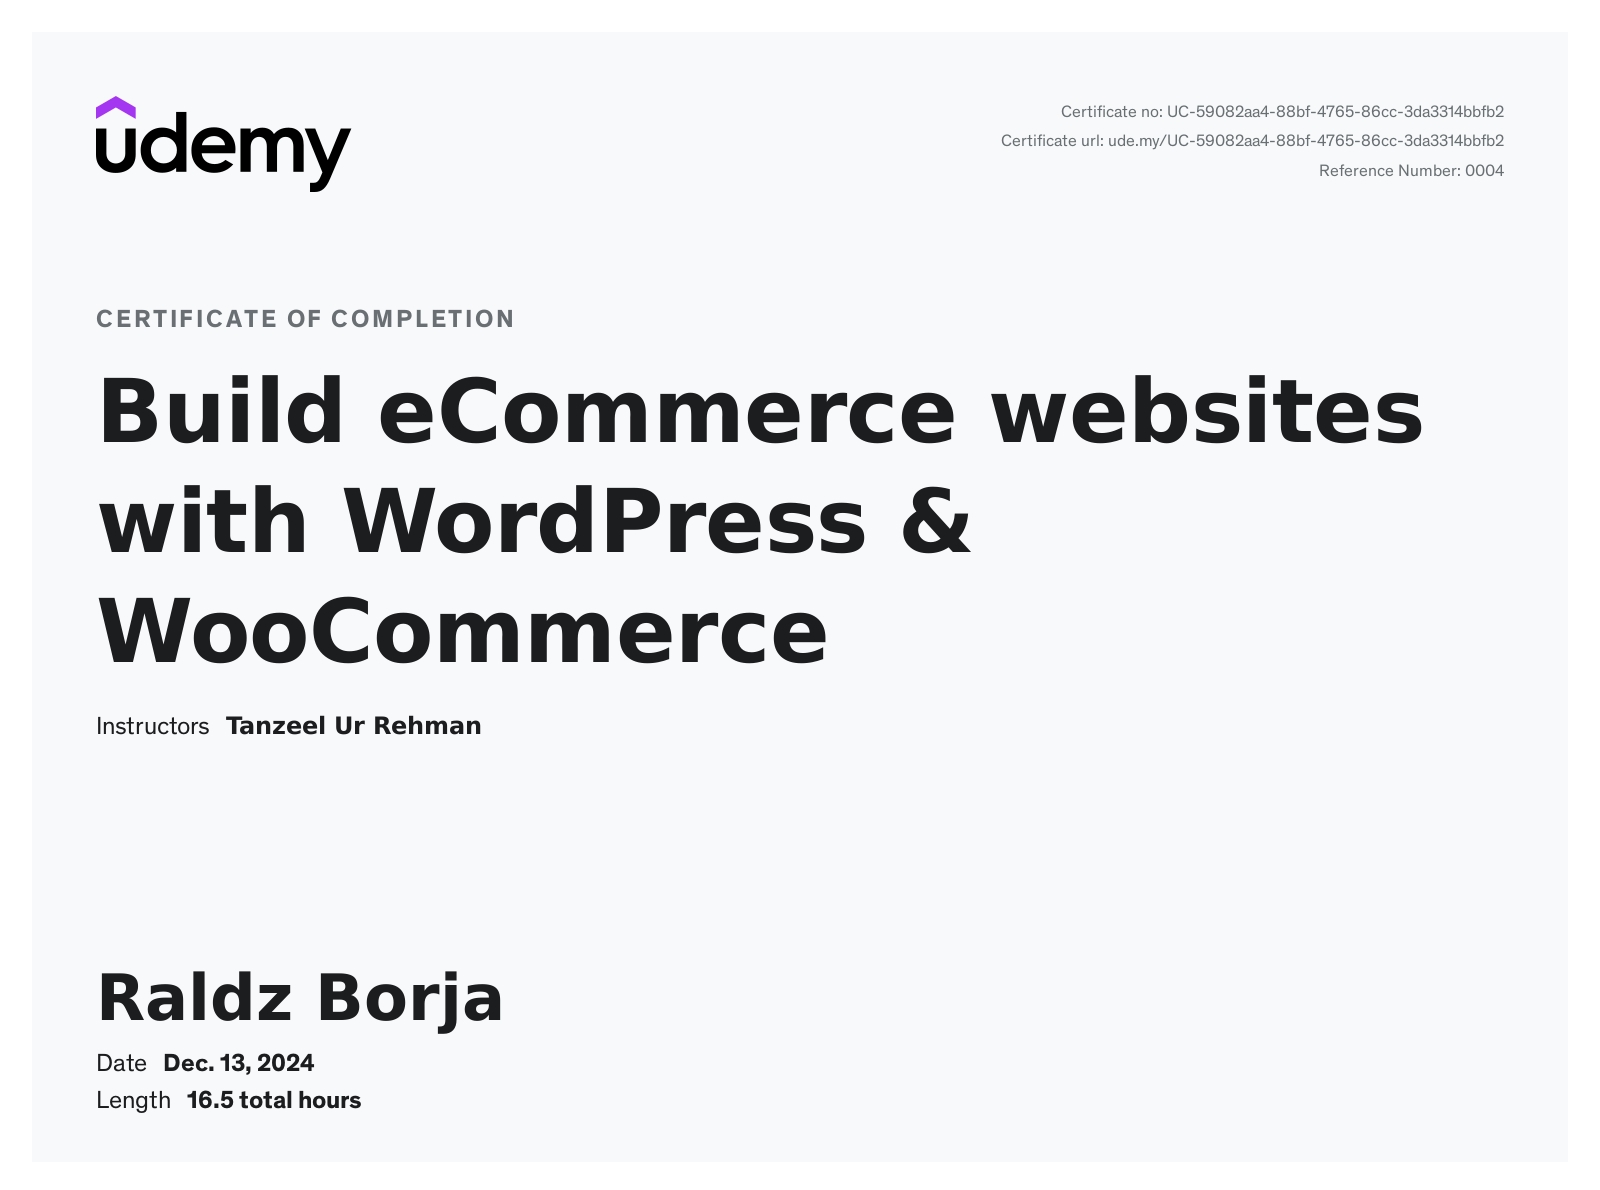 udemy
Certificate no: UC-59082aa4-88bf-4765-86cc-3da3314bbfb2
Certificate url: ude.my/UC-59082aa4-88bf-4765-86cc-3da3314bbfb2
Reference Number: 0004
CERTIFICATE OF COMPLETION
Build eCommerce websites
with WordPress &
WooCommerce
Instructors Tanzeel Ur Rehman
Raldz Borja
Date Dec. 13, 2024
Length 16.5 total hours